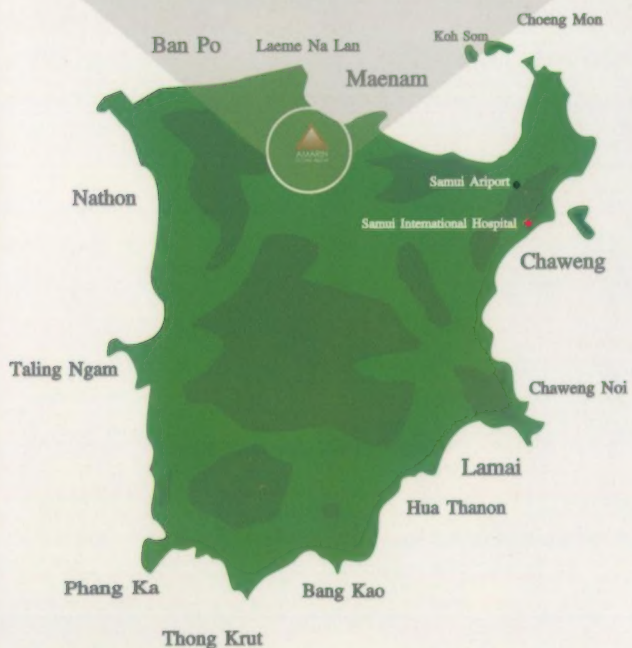 Choeng Mon
Koh Som
Ban Po
Laeme Na Lan
Maenam
AMARIN
Samui Ariport
Nathon
Samui International Hospital
Chaweng
Taling Ngam
Chaweng Noi
Lamai
Hua Thanon
Phang Ka
Bang Kao
Thong Krut